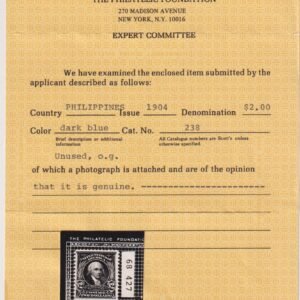 THE PHILATELIC FOUNDATION
270 MADISON AVENUE
NEW YORK, N.Y. 10016
EXPERT COMMITTEE
We have examined the enclosed item submitted by the
applicant described as follows:
Country PHILIPPINES Issue 1904 Denomination $2.00
Color dark blue Cat. No. 238
Brief description or additional information
All Catalogue numbers are Scott's unless otherwise specified.
Unused, o.g.
of which a photograph is attached and are of the opinion
that it is genuine. --------------------
THE PHILATELIC FOUNDATION
68 427